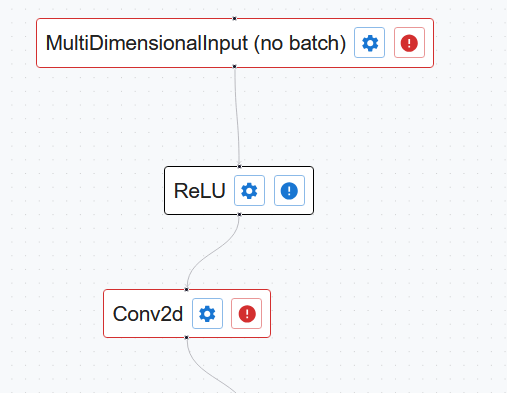 MultiDimensionalInput (no batch)
ReLU
Conv2d